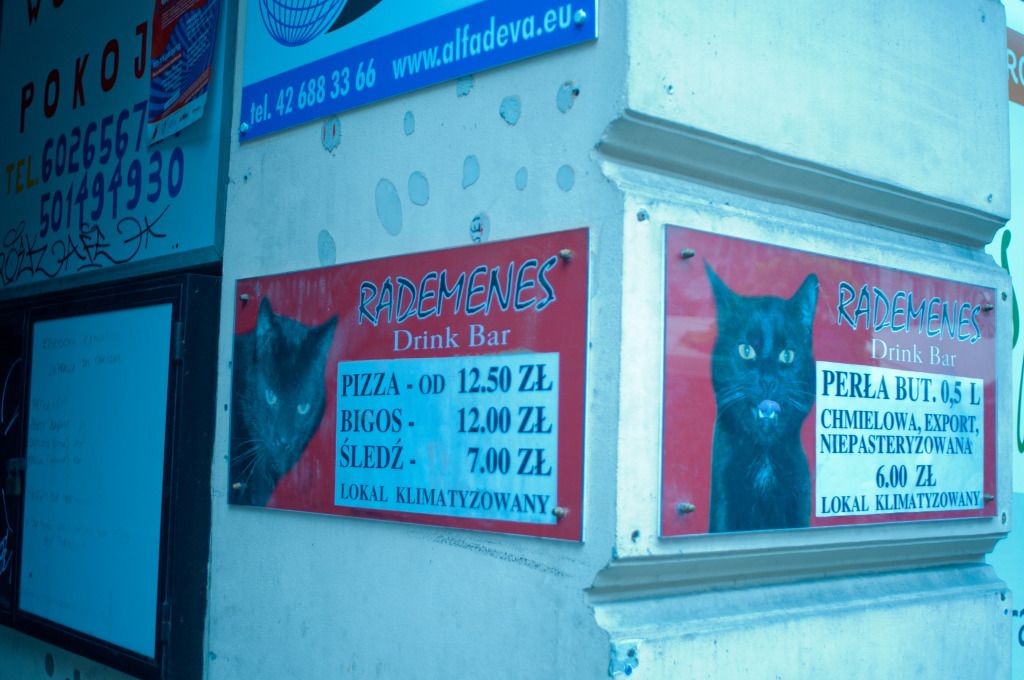 POKOJ
TEL. 6026567
501494930
tel. 42 688 33 66 www.alfadeva.eu
RADEMENES
Drink Bar
PIZZA - OD 12.50 ZŁ
BIGOS - 12.00 ZŁ
ŚLEDŹ - 7.00 ZŁ
LOKAL KLIMATYZOWANY
RADEMENES
Drink Bar
PERŁA BUT. 0,5 L
CHMIELOWA, EXPORT,
NIEPASTERYZOWANA
6.00 ZŁ
LOKAL KLIMATYZOWANY